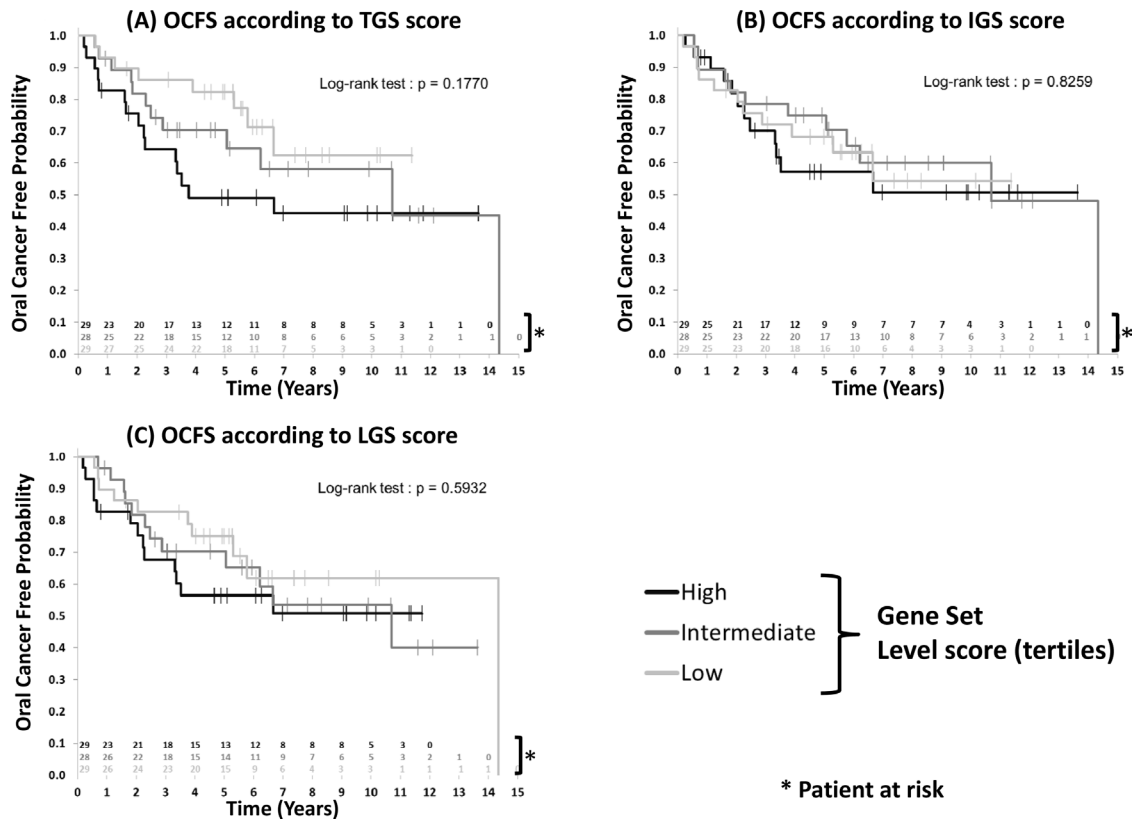 (A) OCFS according to TGS score
Oral Cancer Free Probability
1.0
0.9
0.8
0.7
0.6
0.5
0.4
0.3
0.2
0.1
0.0
Log-rank test : p = 0.1770
29 23 20 17 13 12 11 8 8 8 5 3 1 1 0
28 25 22 18 15 14 11 8 6 6 5 3 2 1 1 0
29 27 25 24 22 18 11 7 5 3 3 1 0
*
0 1 2 3 4 5 6 7 8 9 10 11 12 13 14 15
Time (Years)
(B) OCFS according to IGS score
Oral Cancer Free Probability
1.0
0.9
0.8
0.7
0.6
0.5
0.4
0.3
0.2
0.1
0.0
Log-rank test : p = 0.8259
29 25 21 17 12 9 9 7 7 7 4 3 1 1 0
28 25 23 22 20 17 13 10 8 7 6 3 2 1 1
29 25 23 20 18 16 10 6 4 3 3 1 0
*
0 1 2 3 4 5 6 7 8 9 10 11 12 13 14 15
Time (Years)
(C) OCFS according to LGS score
Oral Cancer Free Probability
1.0
0.9
0.8
0.7
0.6
0.5
0.4
0.3
0.2
0.1
0.0
Log-rank test : p = 0.5932
29 23 21 18 15 13 12 8 8 8 5 3 0
28 26 22 18 15 14 11 9 7 6 5 3 2 1 0
29 26 24 23 20 15 9 6 4 3 3 1 1 1 1
*
0 1 2 3 4 5 6 7 8 9 10 11 12 13 14 15
Time (Years)
High
Intermediate
Low
Gene Set
Level score (tertiles)
* Patient at risk